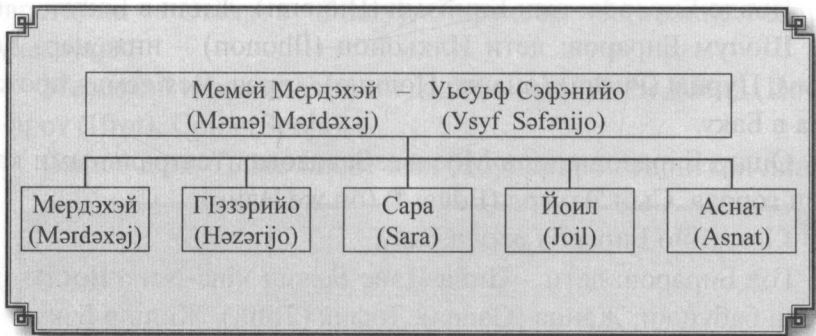 Мемей Мердэхэй – Уьсуьф Сэфэнийо
(Məməj Mərdəxəj) (Ysyf Səfənijo)
Мердэхэй ГІэзэрийо Сара Йоил Аснат
(Mərdəxəj) (Həzərijo) (Sara) (Joil) (Asnat)